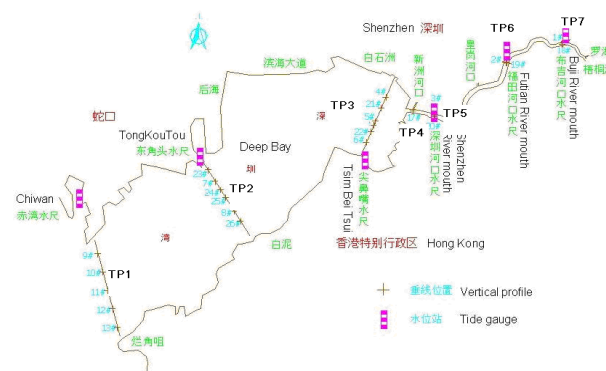 TP7
TP6
1#
Shenzhen 深圳
18#
罗湖
白石洲
皇岗河口
2#
19#
梧桐
滨海大道
新洲河口
福田河口水尺
Futian River mouth
布吉河口水尺
Buji River mouth
后海
4#
TP3
21#
3#
TP5
蛇口
深
5#
17#
TP4
TongKouTou
22#
深圳河口水尺
Shenzhen River mouth
东角头水尺
Deep Bay
6#
圳
尖鼻嘴水尺
Tsim Bei Tsui
23#
7#
TP2
24#
Chiwan
25#
赤湾水尺
8#
26#
湾
白泥
香港特别行政区 Hong Kong
9#
10#
TP1
垂线位置 Vertical profile
11#
12#
水位站 Tide gauge
13#
烂角咀